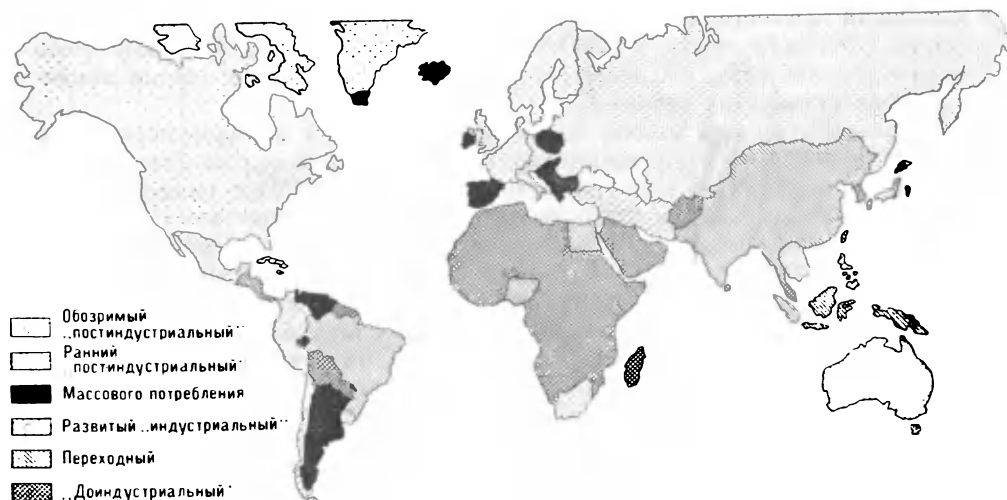 Обозримый
„постиндустриальный"
Ранний
„постиндустриальный"
Массового потребления
Развитый „индустриальный"
Переходный
„Доиндустриальный"